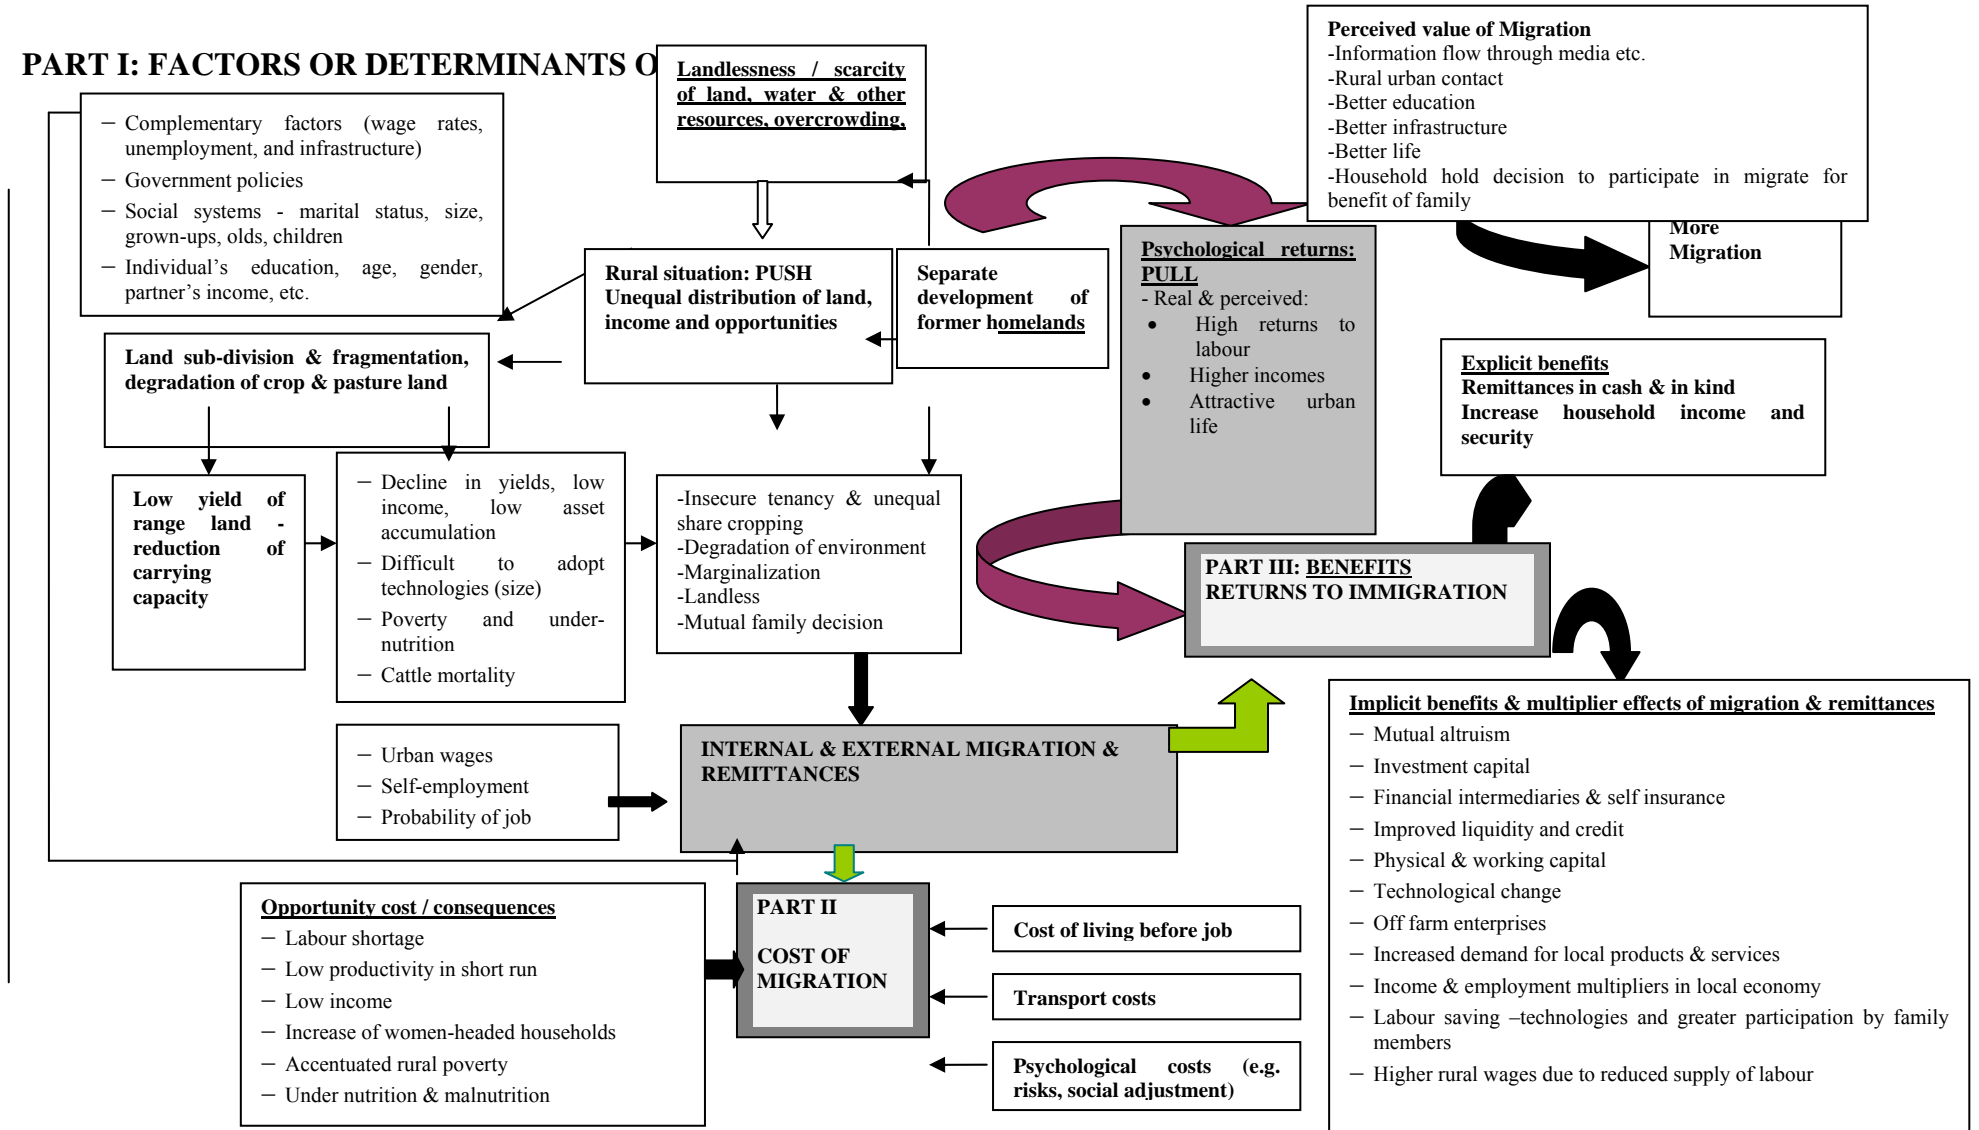 PART I: FACTORS OR DETERMINANTS O
Landlessness / scarcity
of land, water & other
resources, overcrowding,
Perceived value of Migration
-Information flow through media etc.
-Rural urban contact
-Better education
-Better infrastructure
-Better life
-Household hold decision to participate in migrate for
benefit of family
More
Migration
– Complementary factors (wage rates,
unemployment, and infrastructure)
– Government policies
– Social systems - marital status, size,
grown-ups, olds, children
– Individual’s education, age, gender,
partner’s income, etc.
Rural situation: PUSH
Unequal distribution of land,
income and opportunities
Separate
development of
former homelands
Psychological returns:
PULL
- Real & perceived:
• High returns to
labour
• Higher incomes
• Attractive urban
life
Land sub-division & fragmentation,
degradation of crop & pasture land
Explicit benefits
Remittances in cash & in kind
Increase household income and
security
Low yield of
range land -
reduction of
carrying
capacity
– Decline in yields, low
income, low asset
accumulation
– Difficult to adopt
technologies (size)
– Poverty and under-
nutrition
– Cattle mortality
-Insecure tenancy & unequal
share cropping
-Degradation of environment
-Marginalization
-Landless
-Mutual family decision
PART III: BENEFITS
RETURNS TO IMMIGRATION
– Urban wages
– Self-employment
– Probability of job
INTERNAL & EXTERNAL MIGRATION &
REMITTANCES
Implicit benefits & multiplier effects of migration & remittances
– Mutual altruism
– Investment capital
– Financial intermediaries & self insurance
– Improved liquidity and credit
– Physical & working capital
– Technological change
– Off farm enterprises
– Increased demand for local products & services
– Income & employment multipliers in local economy
– Labour saving –technologies and greater participation by family
members
– Higher rural wages due to reduced supply of labour
Opportunity cost / consequences
– Labour shortage
– Low productivity in short run
– Low income
– Increase of women-headed households
– Accentuated rural poverty
– Under nutrition & malnutrition
PART II
COST OF
MIGRATION
Cost of living before job
Transport costs
Psychological costs (e.g.
risks, social adjustment)